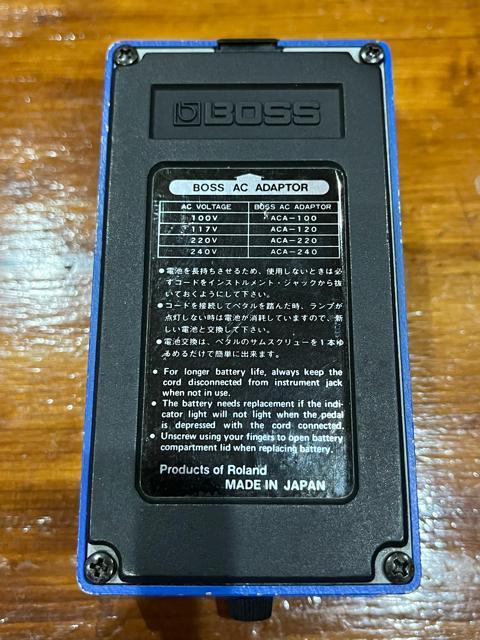 BOSS
BOSS AC ADAPTOR
AC VOLTAGE BOSS AC ADAPTOR
100V ACA-100
117V ACA-120
220V ACA-220
240V ACA-240
●電池を長持ちさせるため、使用しないときは必
ずコードをインストルメント・ジャックから抜
いておくようにして下さい。
●コードを接続してペタルを踏んだ時、ランプが
点灯しない時は電池が消耗していますので、新
しい電池と交換して下さい。
●電池交換は、ペタルのサムスクリューを1本ゆ
るめるだけで簡単に出来ます。
● For longer battery life, always keep the
cord disconnected from instrument jack
when not in use.
● The battery needs replacement if the indi-
cator light will not light when the pedal
is depressed with the cord connected.
● Unscrew using your fingers to open battery
compartment lid when replacing battery.
Products of Roland
MADE IN JAPAN